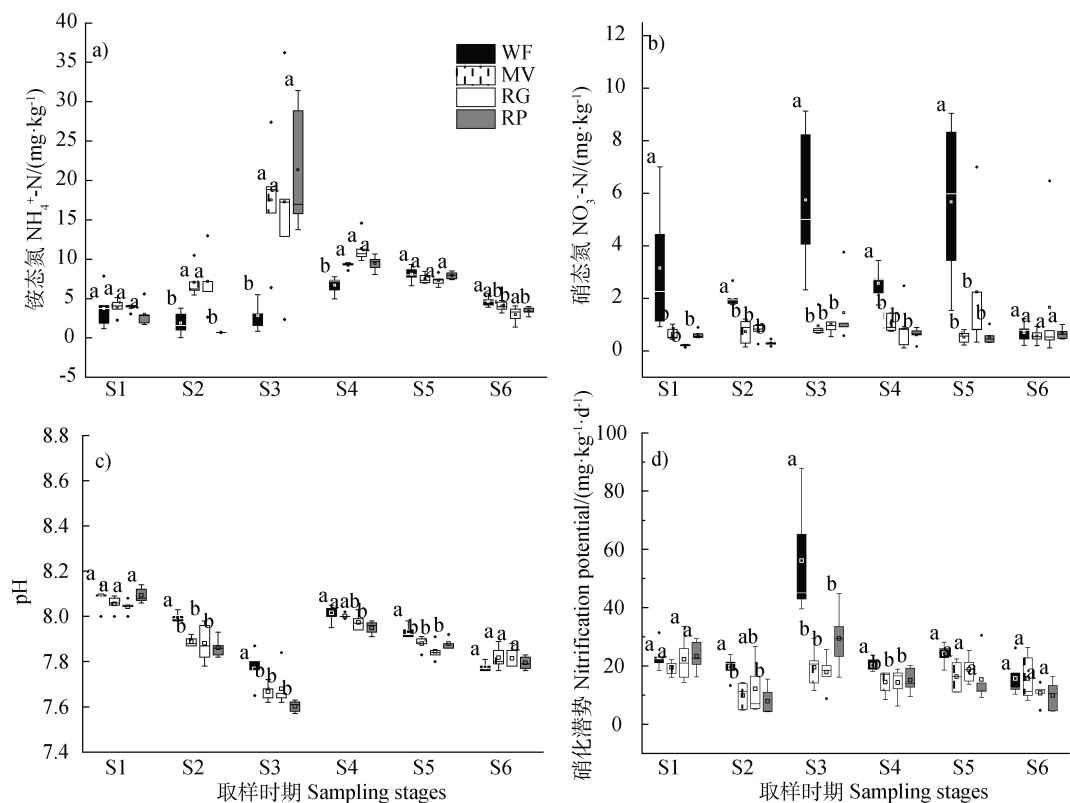 a)
铵态氮 NH₄⁺-N/(mg·kg⁻¹)
40
35
30
25
20
15
10
5
0
-5
WF
MV
RG
RP
a a a a
b a a b
b a a a
b a a a
a a a a
a ab b ab
S1 S2 S3 S4 S5 S6
b)
硝态氮 NO₃⁻-N/(mg·kg⁻¹)
12
10
8
6
4
2
0
a b b b
a b b b
a b b b
a b b b
a b b b
a a a a
S1 S2 S3 S4 S5 S6
c)
pH
8.8
8.6
8.4
8.2
8.0
7.8
7.6
7.4
a a a a
a b b b
a b b c
a a ab b
a b b b
a a a a
S1 S2 S3 S4 S5 S6
取样时期 Sampling stages
d)
硝化潜势 Nitrification potential/(mg·kg⁻¹·d⁻¹)
100
80
60
40
20
0
a a a a
a b ab b
a b b b
a b b b
a a a a
a a a a
S1 S2 S3 S4 S5 S6
取样时期 Sampling stages